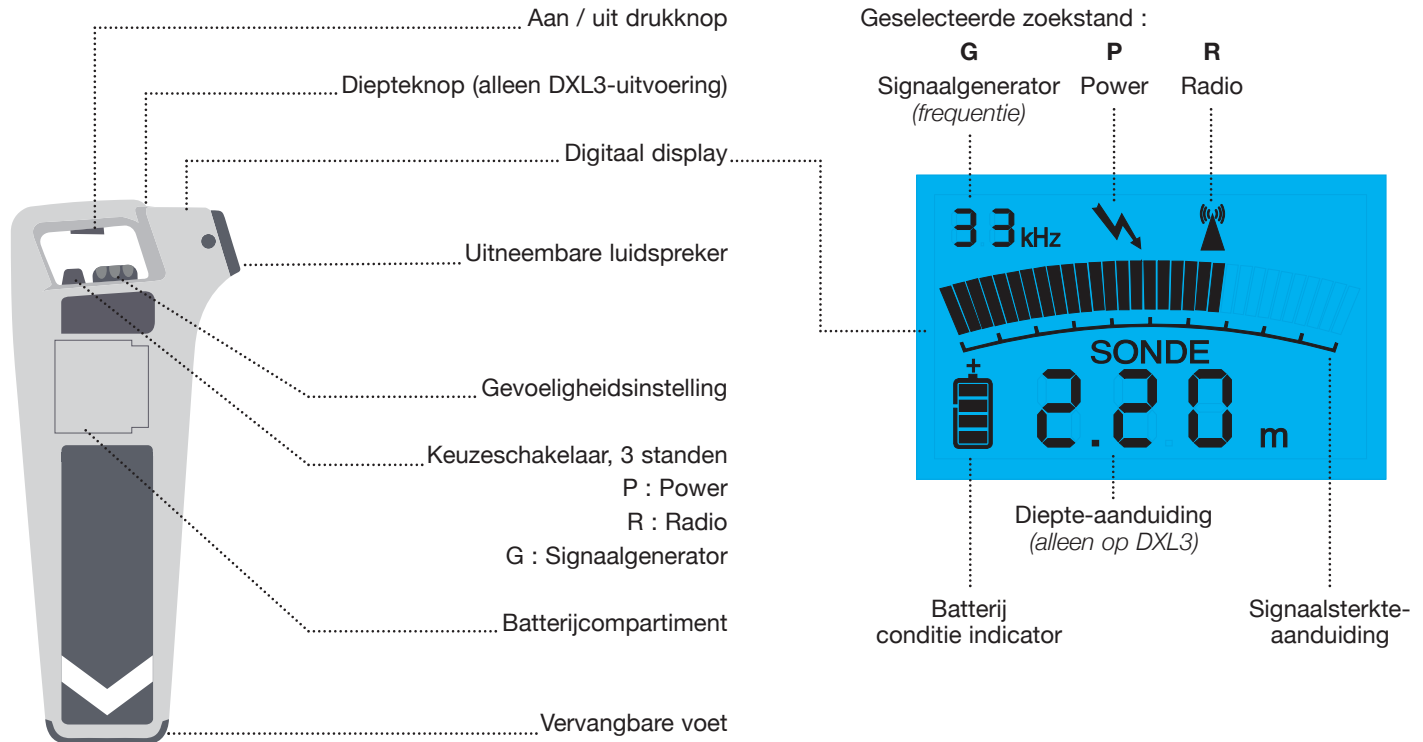 Aan / uit drukknop
Diepteknop (alleen DXL3-uitvoering)
Digitaal display
Uitneembare luidspreker
Gevoeligheidsinstelling
Keuzeschakelaar, 3 standen
P : Power
R : Radio
G : Signaalgenerator
Batterijcompartiment
Vervangbare voet
Geselecteerde zoekstand :
G P R
Signaalgenerator Power Radio
(frequentie)
33 kHz
SONDE
+
2.20 m
Diepte-aanduiding
(alleen op DXL3)
Batterij
conditie indicator
Signaalsterkte-
aanduiding